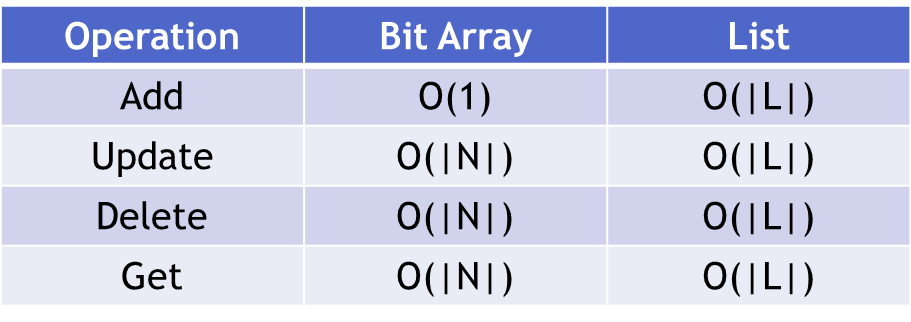 Operation Bit Array List
Add O(1) O(|L|)
Update O(|N|) O(|L|)
Delete O(|N|) O(|L|)
Get O(|N|) O(|L|)